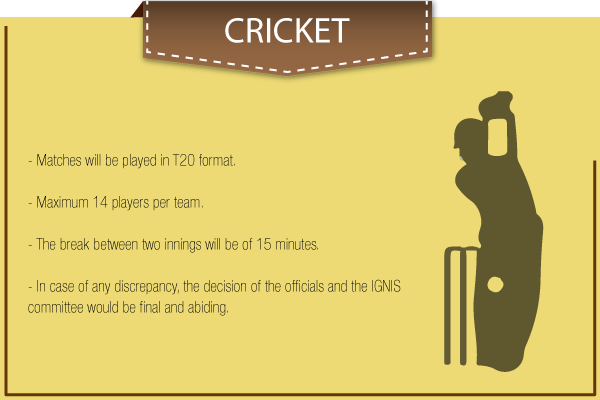 CRICKET
- Matches will be played in T20 format.
- Maximum 14 players per team.
- The break between two innings will be of 15 minutes.
- In case of any discrepancy, the decision of the officials and the IGNIS
committee would be final and abiding.